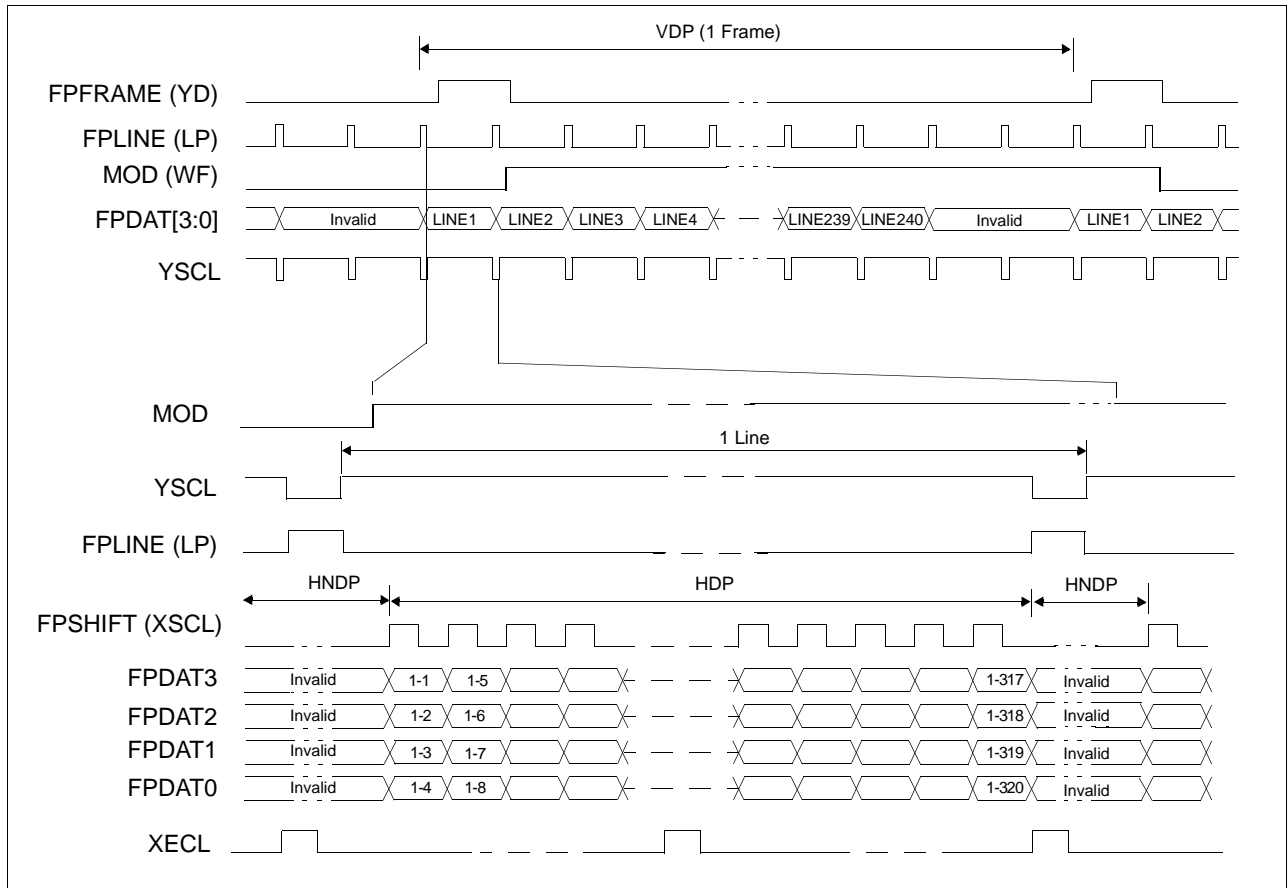 VDP (1 Frame)
FPFRAME (YD)
FPLINE (LP)
MOD (WF)
FPDAT[3:0] Invalid LINE1 LINE2 LINE3 LINE4 LINE239 LINE240 Invalid LINE1 LINE2
YSCL
MOD
1 Line
YSCL
FPLINE (LP)
HNDP HDP HNDP
FPSHIFT (XSCL)
FPDAT3 Invalid 1-1 1-5 1-317 Invalid
FPDAT2 Invalid 1-2 1-6 1-318 Invalid
FPDAT1 Invalid 1-3 1-7 1-319 Invalid
FPDAT0 Invalid 1-4 1-8 1-320 Invalid
XECL